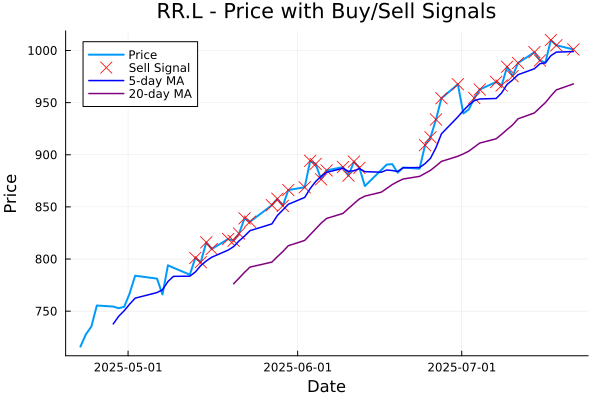 RR.L - Price with Buy/Sell Signals
Price
Sell Signal
5-day MA
20-day MA
1000
950
900
850
800
750
Price
2025-05-01
2025-06-01
2025-07-01
Date